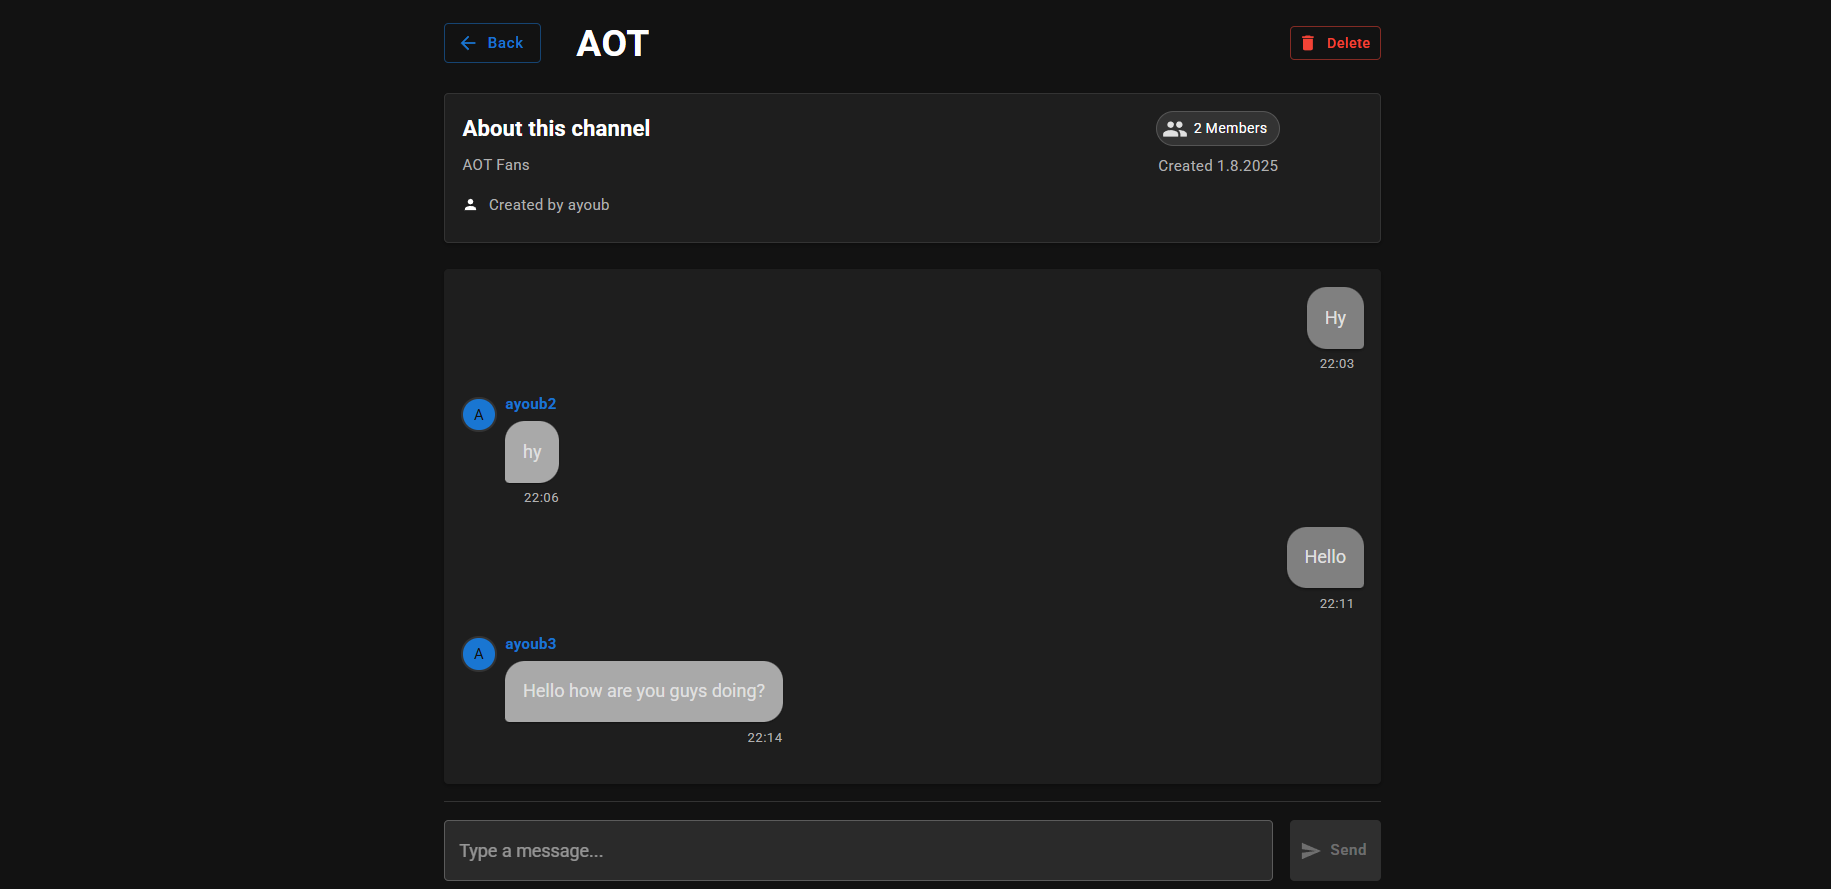 Back
AOT
Delete
About this channel
2 Members
AOT Fans
Created 1.8.2025
Created by ayoub
Hy
22:03
A
ayoub2
hy
22:06
Hello
22:11
A
ayoub3
Hello how are you guys doing?
22:14
Type a message...
Send